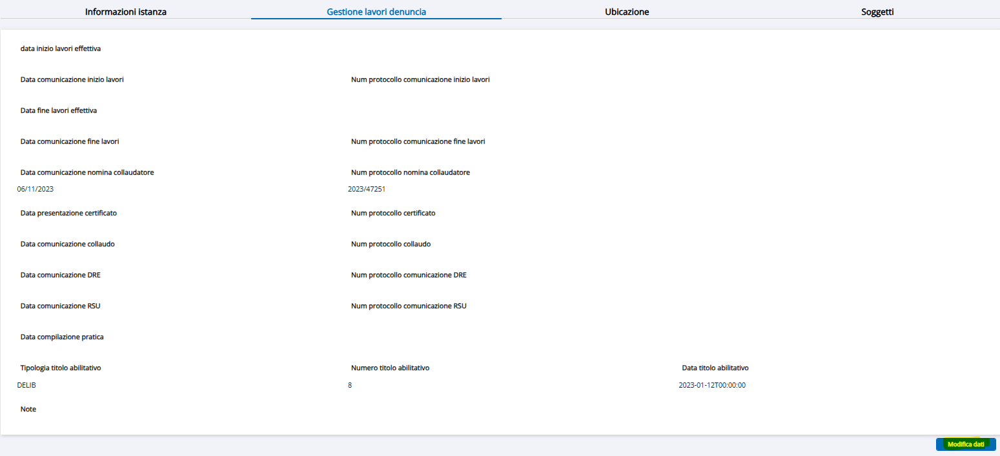 Informazioni istanza Gestione lavori denuncia Ubicazione Soggetti
data inizio lavori effettiva
Data comunicazione inizio lavori Num protocollo comunicazione inizio lavori
Data fine lavori effettiva
Data comunicazione fine lavori Num protocollo comunicazione fine lavori
Data comunicazione nomina collaudatore Num protocollo nomina collaudatore
06/11/2023 2023/47251
Data presentazione certificato Num protocollo certificato
Data comunicazione collaudo Num protocollo collaudo
Data comunicazione DRE Num protocollo comunicazione DRE
Data comunicazione RSU Num protocollo comunicazione RSU
Data compilazione pratica
Tipologia titolo abilitativo Numero titolo abilitativo Data titolo abilitativo
DELIB 8 2023-01-12T00:00:00
Note
Modifica dati